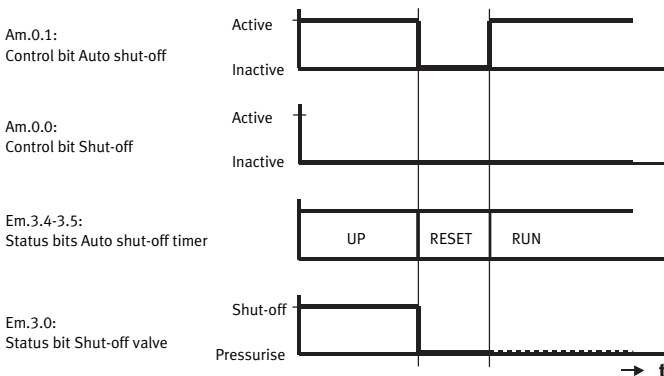 Am.0.1:
Control bit Auto shut-off
Active
Inactive
Am.0.0:
Control bit Shut-off
Active
Inactive
Em.3.4-3.5:
Status bits Auto shut-off timer
UP
RESET
RUN
Em.3.0:
Status bit Shut-off valve
Shut-off
Pressurise
t